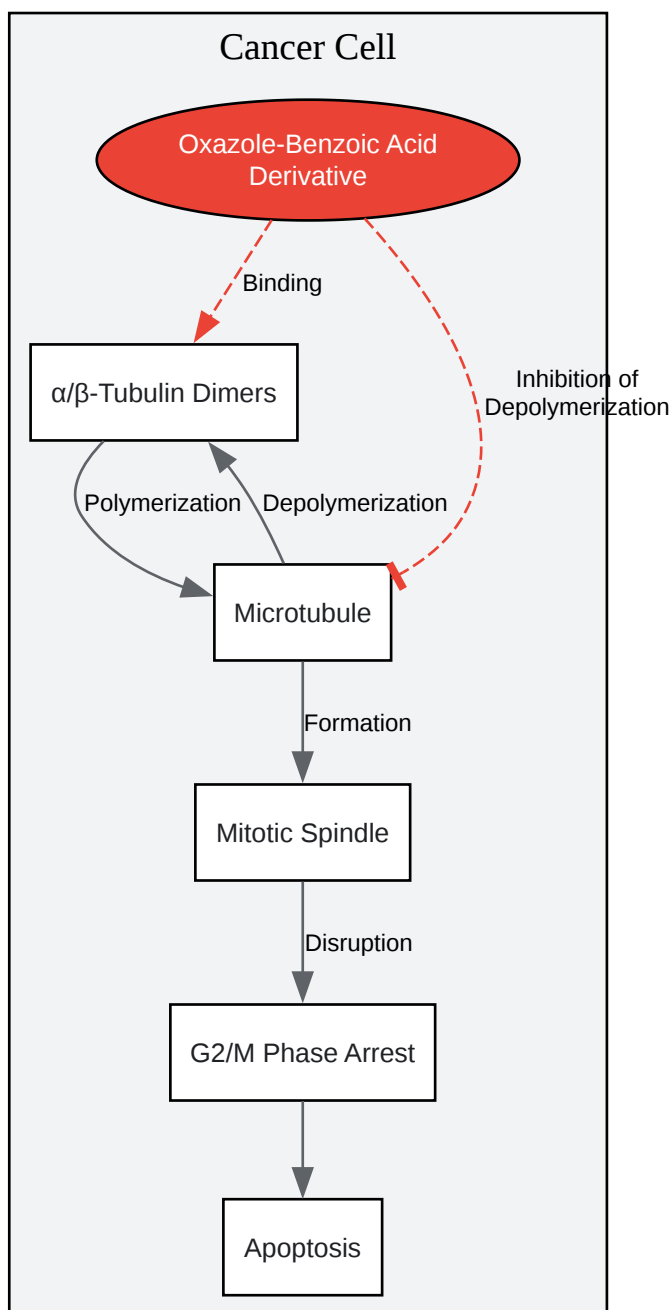 Cancer Cell
Oxazole-Benzoic Acid
Derivative
Binding
Inhibition of
Depolymerization
α/β-Tubulin Dimers
Polymerization
Depolymerization
Microtubule
Formation
Mitotic Spindle
Disruption
G2/M Phase Arrest
Apoptosis